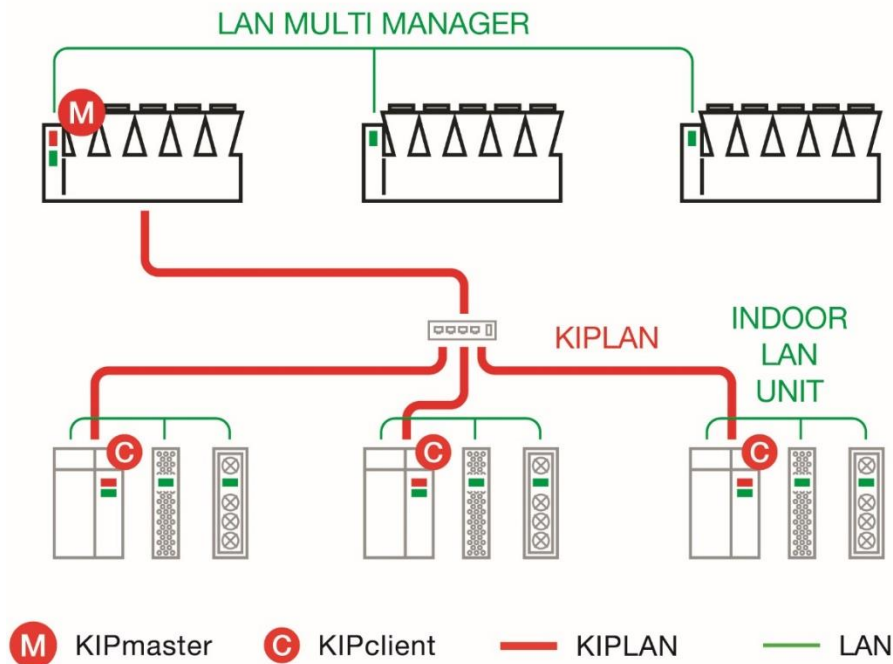 LAN MULTI MANAGER
M
KIPLAN
INDOOR
LAN
UNIT
C
C
C
M KIPmaster C KIPclient KIPLAN LAN